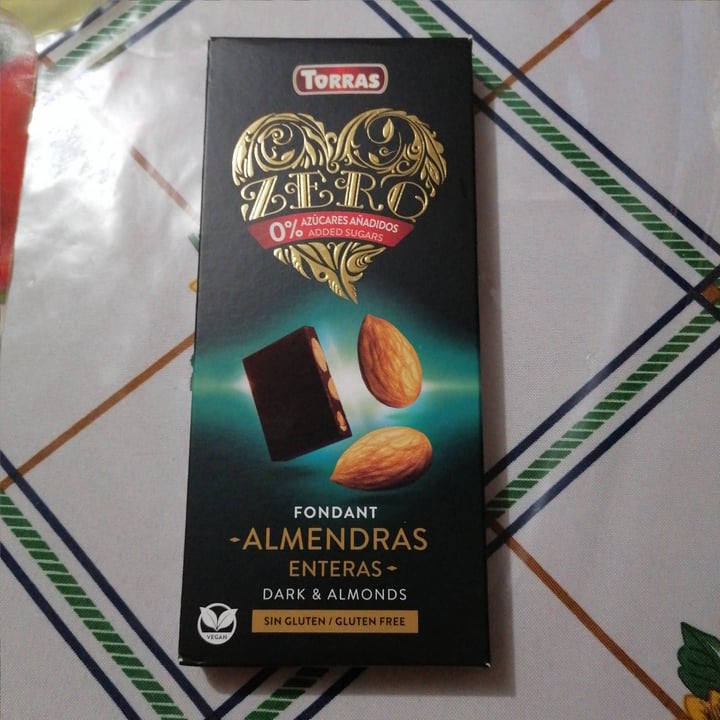 TORRAS
ZERO
0% AZÚCARES AÑADIDOS
ADDED SUGARS
FONDANT
ALMENDRAS
ENTERAS
DARK & ALMONDS
SIN GLUTEN / GLUTEN FREE
VEGAN